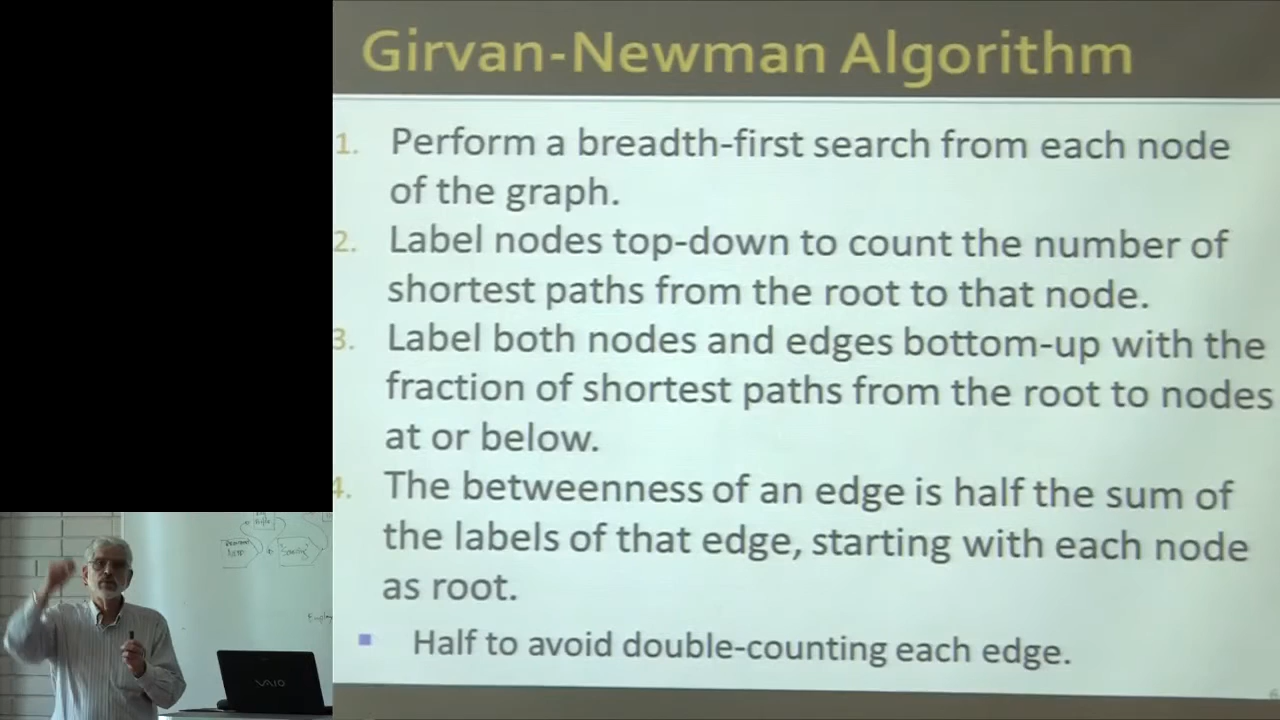 Girvan-Newman Algorithm
1. Perform a breadth-first search from each node
of the graph.
2. Label nodes top-down to count the number of
shortest paths from the root to that node.
3. Label both nodes and edges bottom-up with the
fraction of shortest paths from the root to nodes
at or below.
4. The betweenness of an edge is half the sum of
the labels of that edge, starting with each node
as root.
▪ Half to avoid double-counting each edge.
VAIO